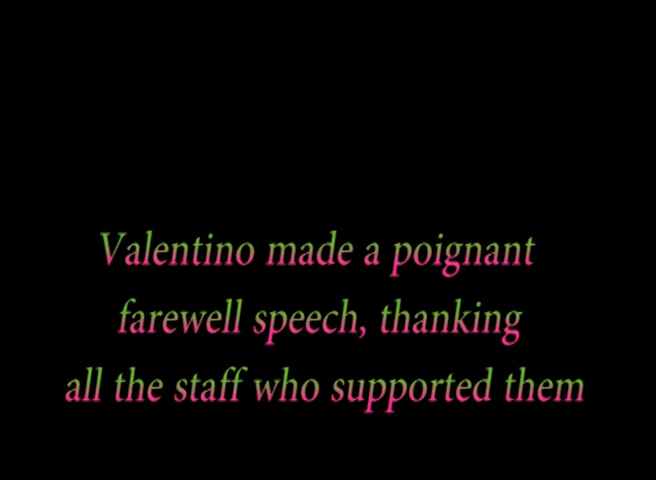 Valentino made a poignant
farewell speech, thanking
all the staff who supported them